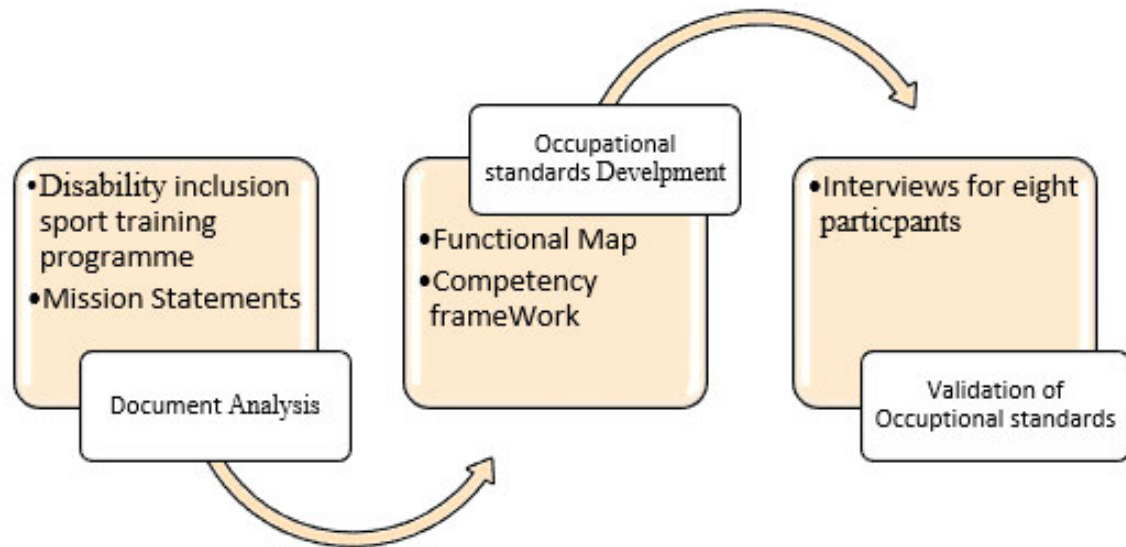 •Disability inclusion
sport training
programme
•Mission Statements
Document Analysis
Occupational
standards Develpment
•Functional Map
•Competency
frameWork
•Interviews for eight
particpants
Validation of
Occuptional standards